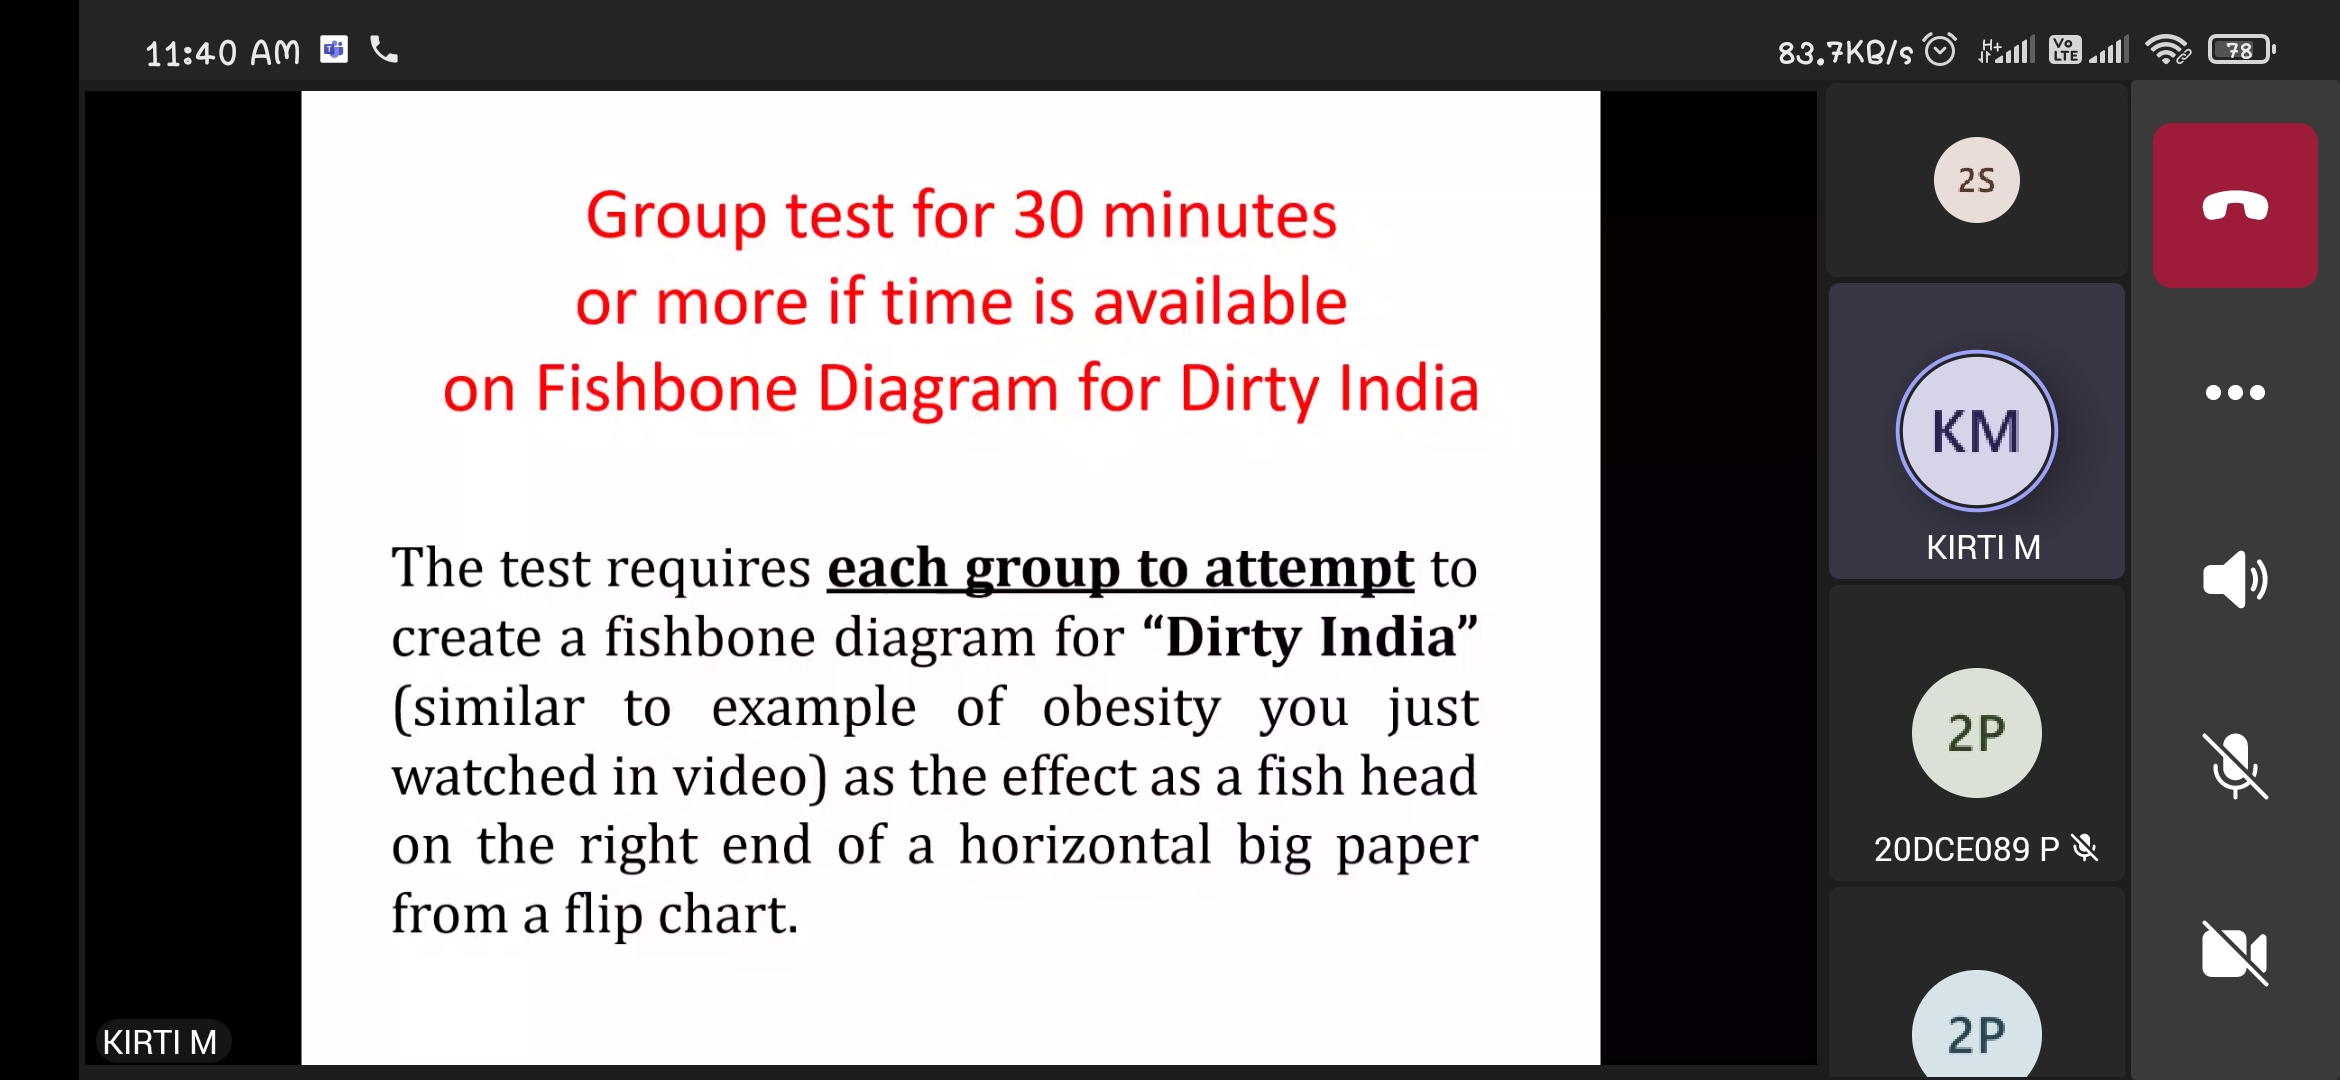 11:40 AM
83.7KB/s
H+
Vo
LTE
78
Group test for 30 minutes
or more if time is available
on Fishbone Diagram for Dirty India
The test requires each group to attempt to
create a fishbone diagram for “Dirty India”
(similar to example of obesity you just
watched in video) as the effect as a fish head
on the right end of a horizontal big paper
from a flip chart.
KIRTI M
2S
KM
KIRTI M
2P
20DCE089 P
2P